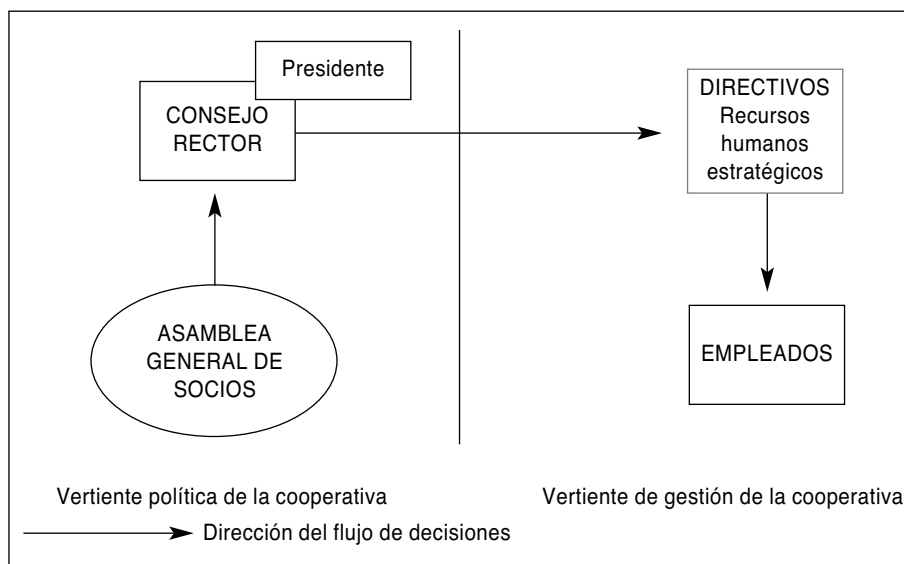 Presidente
CONSEJO
RECTOR
ASAMBLEA
GENERAL DE
SOCIOS
DIRECTIVOS
Recursos
humanos
estratégicos
EMPLEADOS
Vertiente política de la cooperativa
Vertiente de gestión de la cooperativa
Dirección del flujo de decisiones